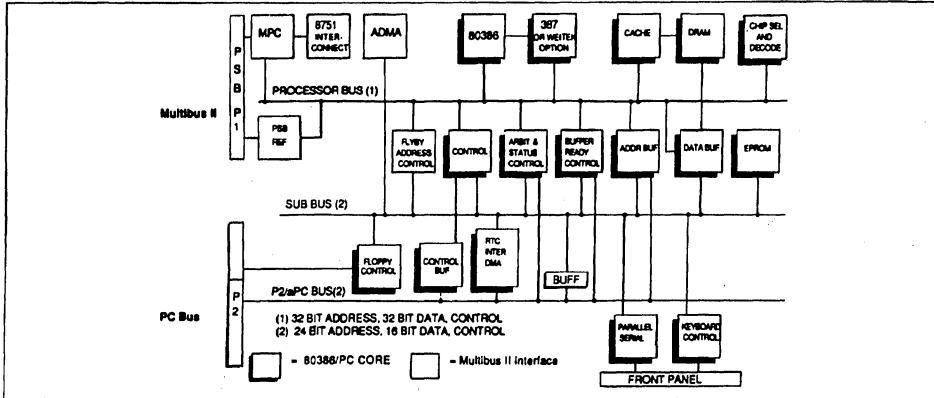 PSB P1
MPC
8751
INTER-
CONNECT
ADMA
80386
387
OR WEITEK
OPTION
CACHE
DRAM
CHIP SEL
AND
DECODE
PROCESSOR BUS (1)
Multibus II
PSB
REF
FLYBY
ADDRESS
CONTROL
CONTROL
ARBIT &
STATUS
CONTROL
BUFFER
READY
CONTROL
ADDR BUF
DATA BUF
EPROM
SUB BUS (2)
FLOPPY
CONTROL
CONTROL
BUF
RTC
INTER
DMA
BUFF
P2
P2/aPC BUS(2)
PC Bus
(1) 32 BIT ADDRESS, 32 BIT DATA, CONTROL
(2) 24 BIT ADDRESS, 16 BIT DATA, CONTROL
PARALLEL
SERIAL
KEYBOARD
CONTROL
= 80386/PC CORE
= Multibus II Interface
FRONT PANEL